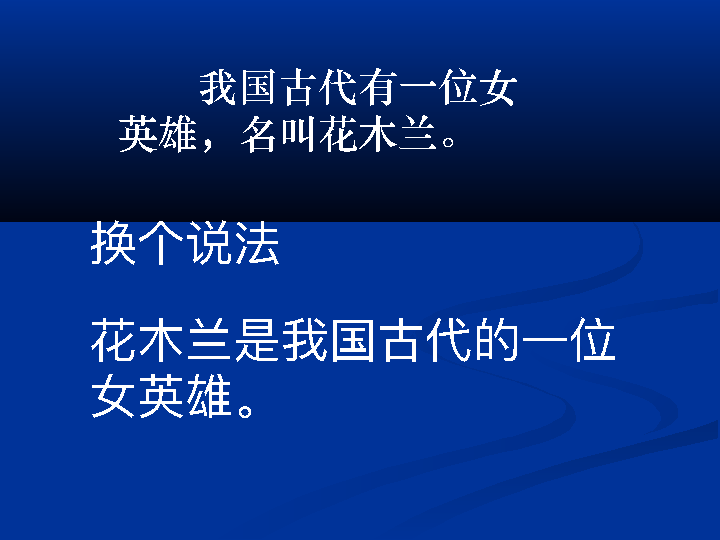 我国古代有一位女
英雄，名叫花木兰。
换个说法
花木兰是我国古代的一位
女英雄。